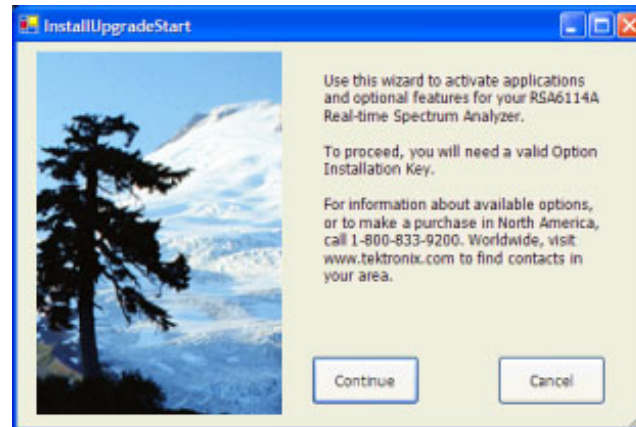 InstallUpgradeStart
Use this wizard to activate applications
and optional features for your RSA6114A
Real-time Spectrum Analyzer.
To proceed, you will need a valid Option
Installation Key.
For information about available options,
or to make a purchase in North America,
call 1-800-833-9200. Worldwide, visit
www.tektronix.com to find contacts in
your area.
Continue
Cancel